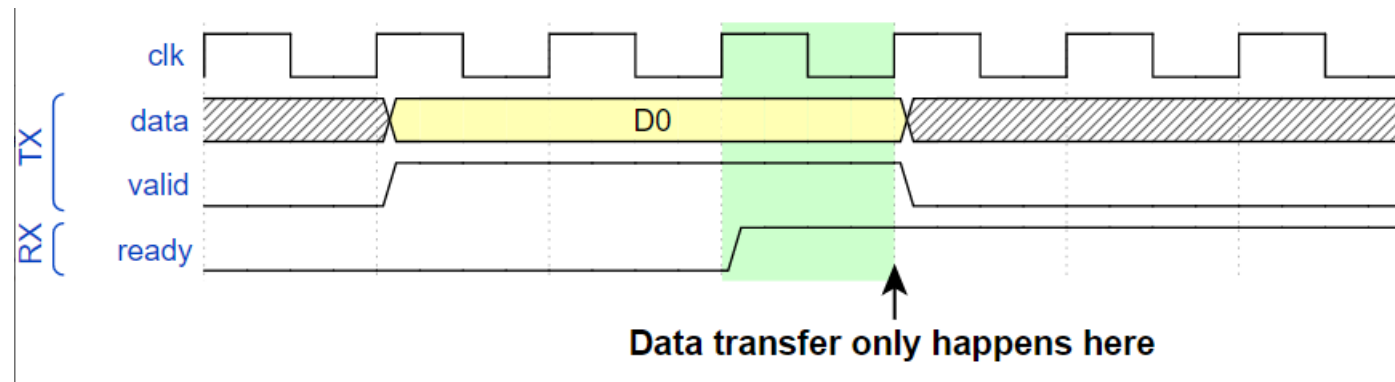 clk
TX
data
D0
valid
RX
ready
Data transfer only happens here